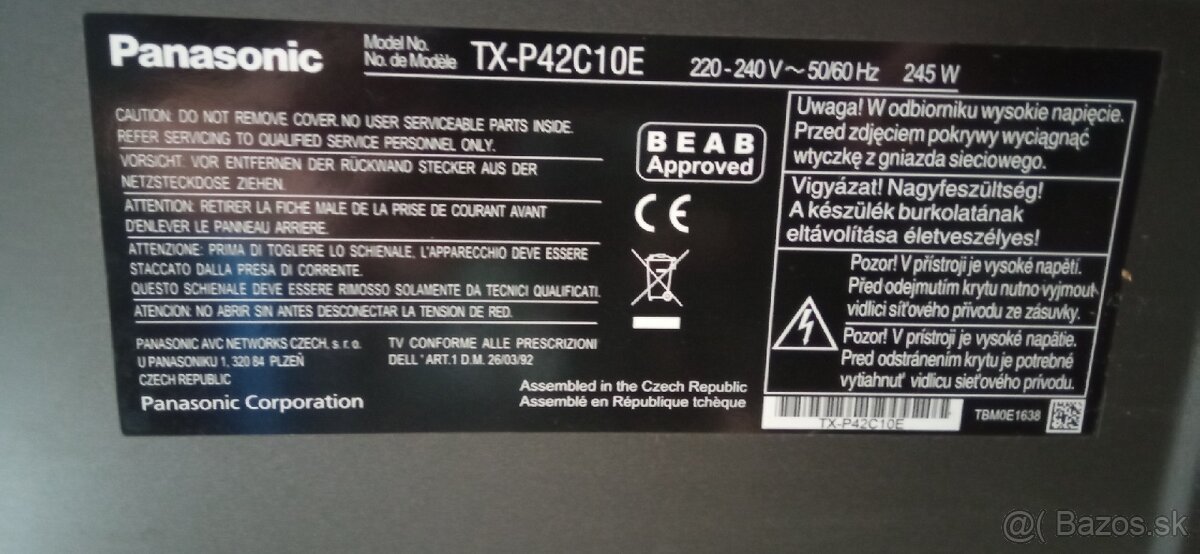 Panasonic
Model No.
No. de Modèle
TX-P42C10E
220 - 240 V ~ 50/60 Hz 245 W
CAUTION: DO NOT REMOVE COVER. NO USER SERVICEABLE PARTS INSIDE.
REFER SERVICING TO QUALIFIED SERVICE PERSONNEL ONLY.
VORSICHT: VOR ENTFERNEN DER RÜCKWAND STECKER AUS DER
NETZSTECKDOSE ZIEHEN.
ATTENTION: RETIRER LA FICHE MALE DE LA PRISE DE COURANT AVANT
D'ENLEVER LE PANNEAU ARRIERE.
ATTENZIONE: PRIMA DI TOGLIERE LO SCHIENALE, L'APPARECCHIO DEVE ESSERE
STACCATO DALLA PRESA DI CORRENTE.
QUESTO SCHIENALE DEVE ESSERE RIMOSSO SOLAMENTE DA TECNICI QUALIFICATI.
ATENCION: NO ABRIR SIN ANTES DESCONECTAR LA TENSION DE RED.
PANASONIC AVC NETWORKS CZECH, s. r. o.
U PANASONIKU 1, 320 84 PLZEŇ
CZECH REPUBLIC
TV CONFORME ALLE PRESCRIZIONI
DELL' ART.1 D.M. 26/03/92
Panasonic Corporation
Assembled in the Czech Republic
Assemblé en République tchèque
BEAB
Approved
CE
Uwaga! W odbiorniku wysokie napięcie.
Przed zdjęciem pokrywy wyciągnąć
wtyczkę z gniazda sieciowego.
Vigyázat! Nagyfeszültség!
A készülék burkolatának
eltávolítása életveszélyes!
Pozor! V přístroji je vysoké napětí.
Před odejmutím krytu nutno vyjmout
vidlici síťového přívodu ze zásuvky.
Pozor! V prístroji je vysoké napätie.
Pred odstránením krytu je potrebné
vytiahnuť vidlicu sieťového prívodu.
TX-P42C10E
TBM0E1638
@( Bazos.sk